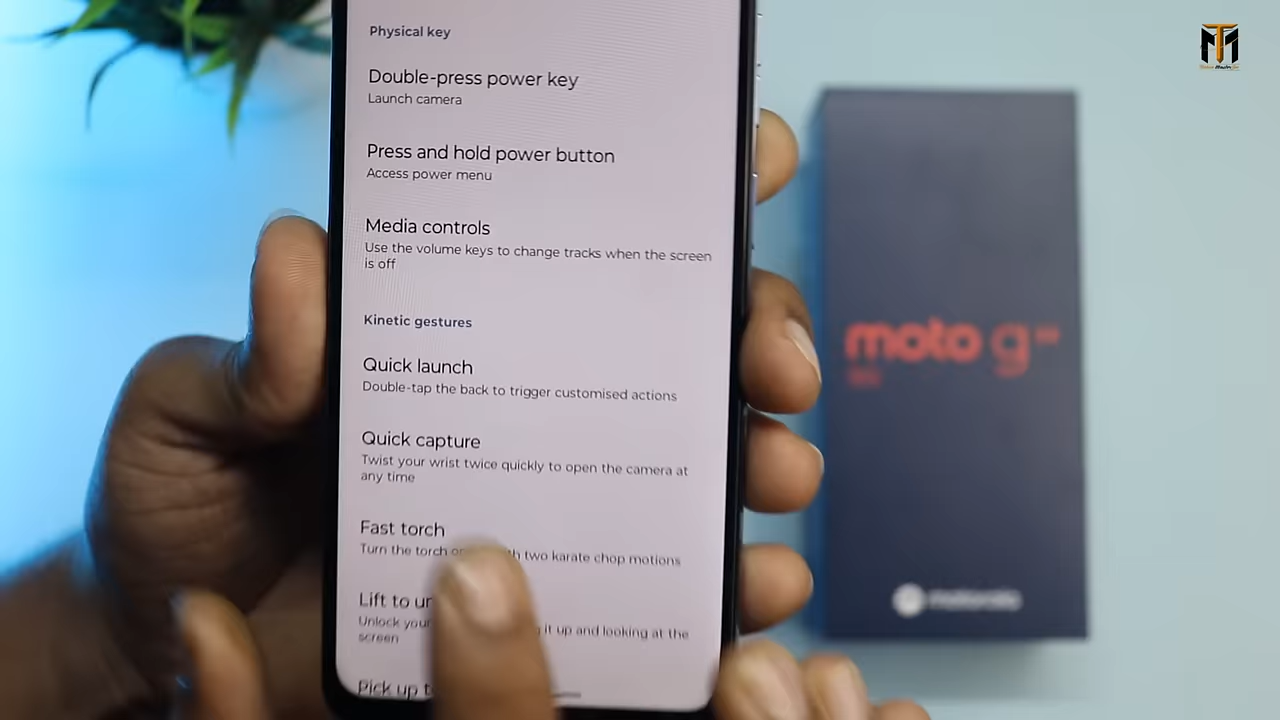 Physical key
Double-press power key
Launch camera
Press and hold power button
Access power menu
Media controls
Use the volume keys to change tracks when the screen
is off
Kinetic gestures
Quick launch
Double-tap the back to trigger customised actions
Quick capture
Twist your wrist twice quickly to open the camera at
any time
Fast torch
Turn the torch two karate chop motions
Lift to
Unlock your it up and looking at the
screen
Pick up
moto g
motorola